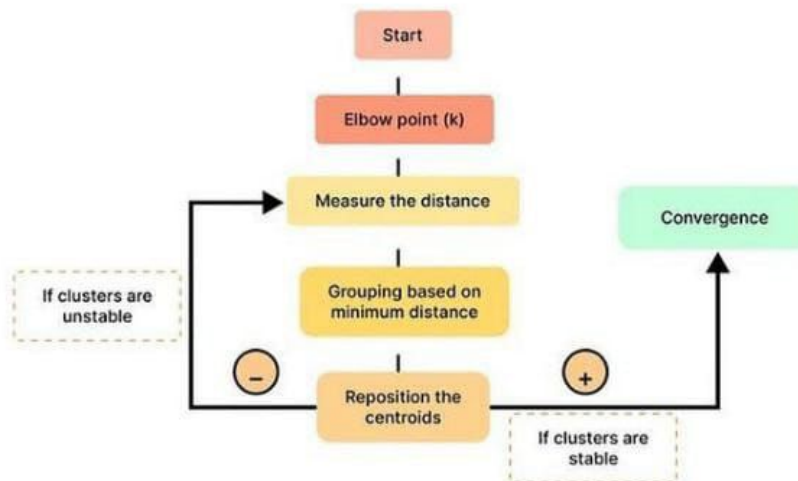 Start
Elbow point (k)
Measure the distance
Convergence
If clusters are
unstable
Grouping based on
minimum distance
−
+
Reposition the
centroids
If clusters are
stable